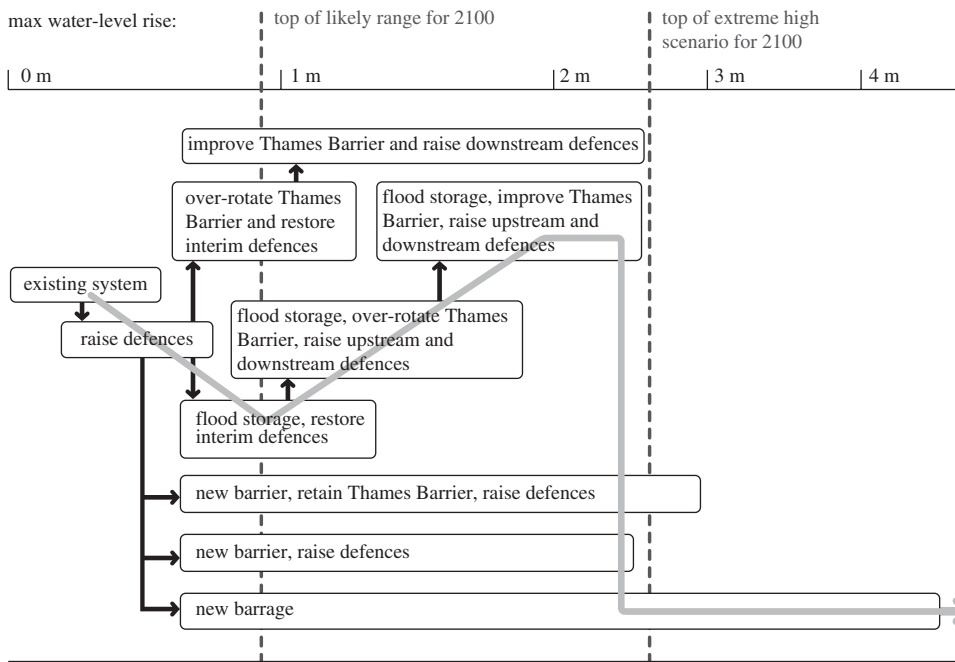 max water-level rise:
top of likely range for 2100
top of extreme high
scenario for 2100
0 m
1 m
2 m
3 m
4 m
improve Thames Barrier and raise downstream defences
over-rotate Thames
Barrier and restore
interim defences
flood storage, improve Thames
Barrier, raise upstream and
downstream defences
existing system
raise defences
flood storage, over-rotate Thames
Barrier, raise upstream and
downstream defences
flood storage, restore
interim defences
new barrier, retain Thames Barrier, raise defences
new barrier, raise defences
new barrage